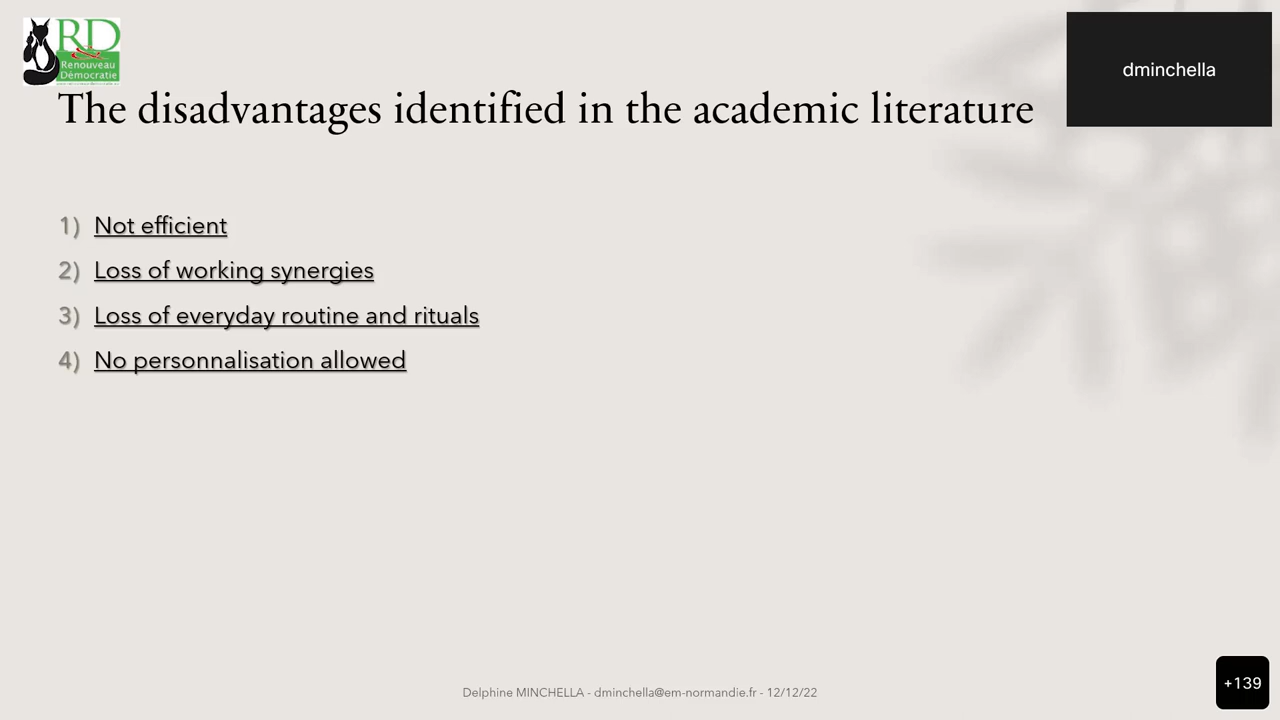 RD
Renouveau
Démocratie
dminchella
The disadvantages identified in the academic literature
1) Not efficient
2) Loss of working synergies
3) Loss of everyday routine and rituals
4) No personnalisation allowed
Delphine MINCHELLA - dminchella@em-normandie.fr - 12/12/22
+139